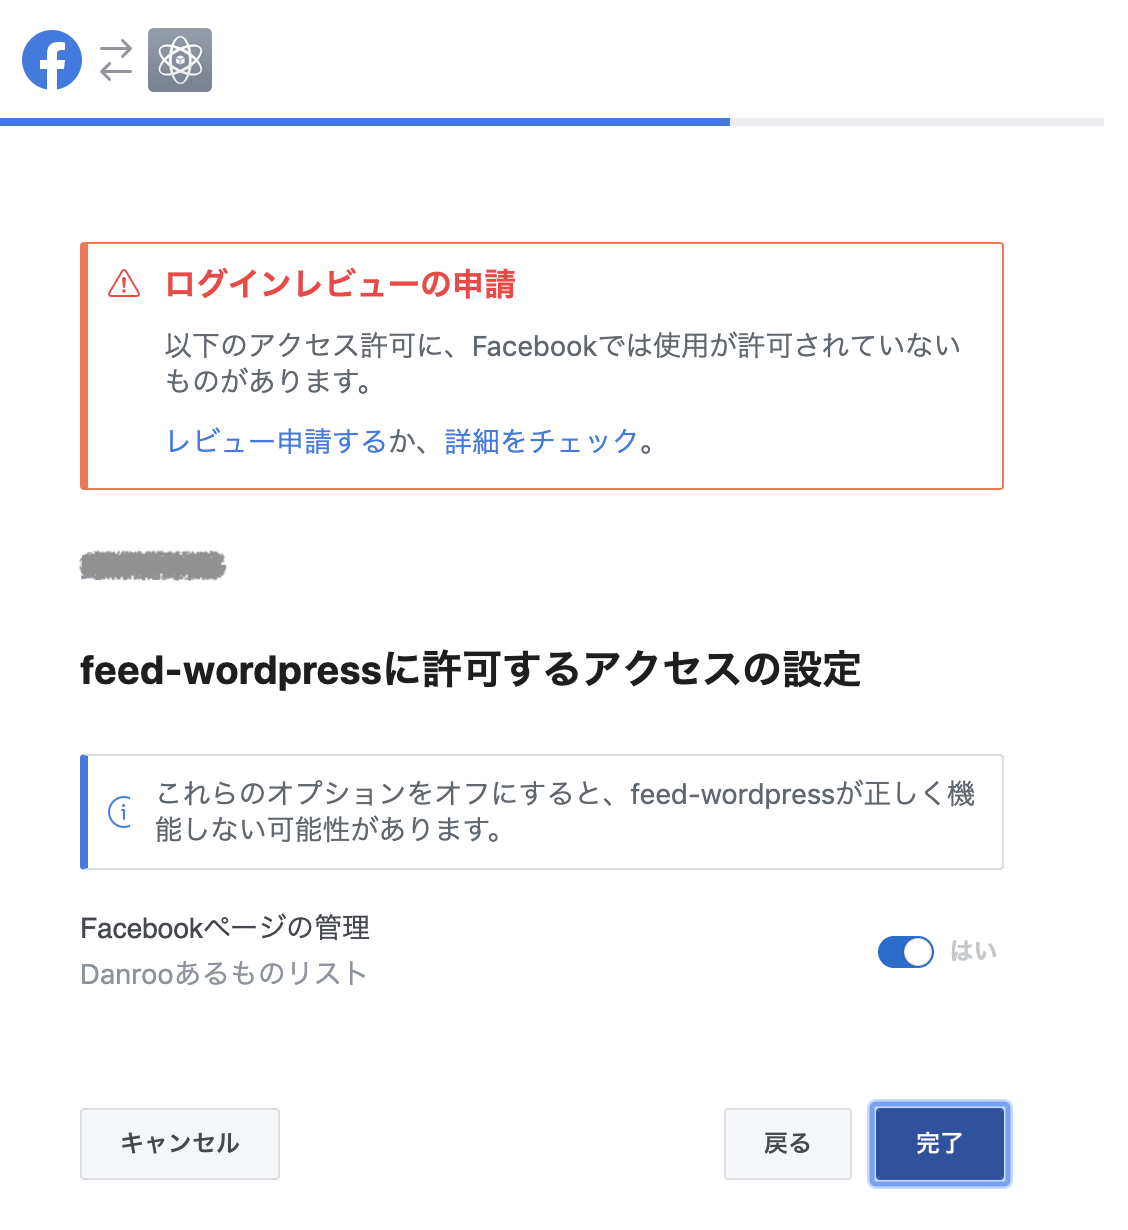 ログインレビューの申請
以下のアクセス許可に、Facebookでは使用が許可されていない
ものがあります。
レビュー申請するか、詳細をチェック。
feed-wordpressに許可するアクセスの設定
これらのオプションをオフにすると、feed-wordpressが正しく機
能しない可能性があります。
Facebookページの管理
Danrooあるものリスト
はい
キャンセル
戻る
完了